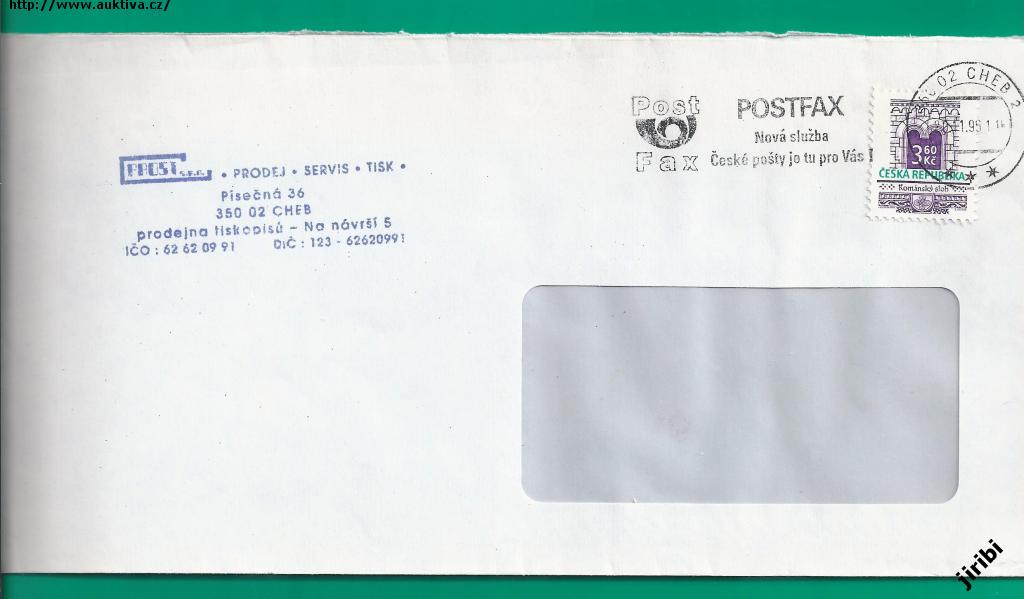 http://www.auktiva.cz/
PROST s.r.o. • PRODEJ • SERVIS • TISK •
Písečná 36
350 02 CHEB
prodejna tiskopisů - Na návrší 5
IČO : 62 62 09 91 DIČ : 123 - 62620991
Post
Fax
POSTFAX
Nová služba
České pošty je tu pro Vás !
02 CHEB 2
3 60
Kč
ČESKÁ REPUBLIKA
Románský sloh
jiribi